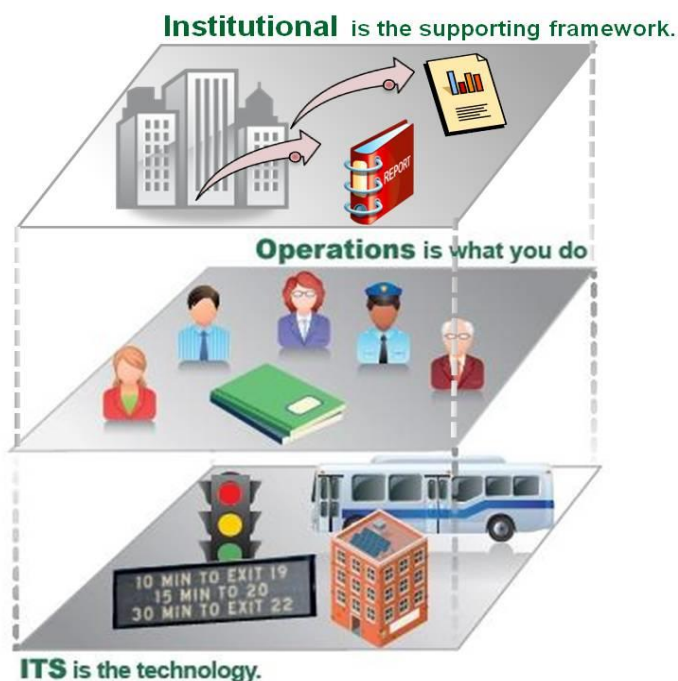 Institutional is the supporting framework.
REPORT
Operations is what you do
10 MIN TO EXIT 19
15 MIN TO 20
30 MIN TO EXIT 22
ITS is the technology.